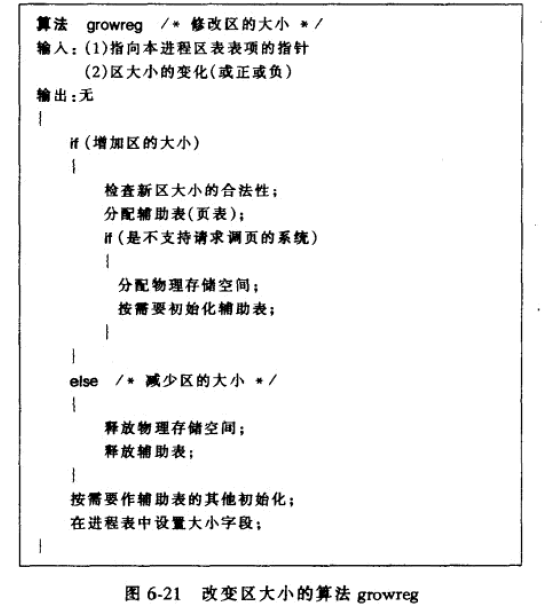 算法 growreg /* 修改区的大小 */
输入：(1)指向本进程区表表项的指针
(2)区大小的变化(或正或负)
输出:无
{
if (增加区的大小)
{
检查新区大小的合法性；
分配辅助表(页表)；
if (是不支持请求调页的系统)
{
分配物理存储空间；
按需要初始化辅助表；
}
}
else /* 减少区的大小 */
{
释放物理存储空间；
释放辅助表；
}
按需要作辅助表的其他初始化；
在进程表中设置大小字段；
}
图 6-21 改变区大小的算法 growreg